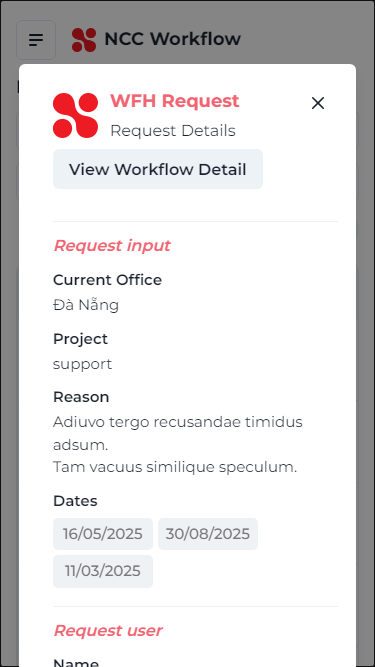 NCC Workflow
WFH Request
Request Details
View Workflow Detail
Request input
Current Office
Đà Nẵng
Project
support
Reason
Adiuvo tergo recusandae timidus
adsum.
Tam vacuus similique speculum.
Dates
16/05/2025 30/08/2025
11/03/2025
Request user
Name